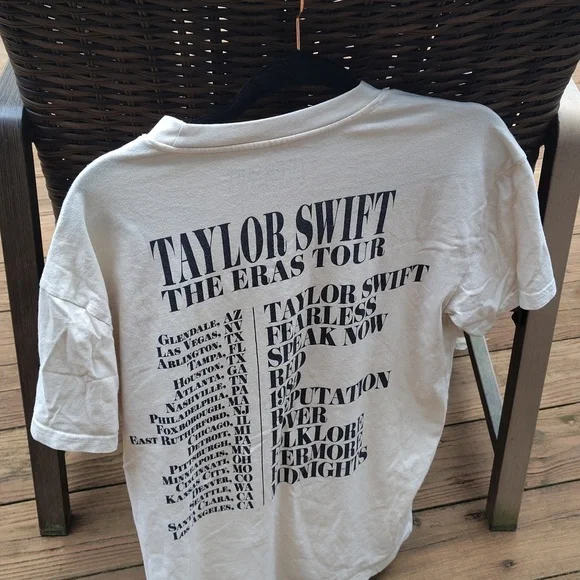 TAYLOR SWIFT
THE ERAS TOUR
GLENDALE, AZ
LAS VEGAS, NV
ARLINGTON, TX
TAMPA, FL
HOUSTON, TX
ATLANTA, GA
NASHVILLE, TN
PHILADELPHIA, PA
FOXBOROUGH, MA
EAST RUTHERFORD, NJ
CHICAGO, IL
DETROIT, MI
PITTSBURGH, PA
MINNEAPOLIS, MN
CINCINNATI, OH
KANSAS CITY, MO
DENVER, CO
SEATTLE, WA
SANTA CLARA, CA
LOS ANGELES, CA
TAYLOR SWIFT
FEARLESS
SPEAK NOW
RED
1989
REPUTATION
LOVER
FOLKLORE
EVERMORE
MIDNIGHTS